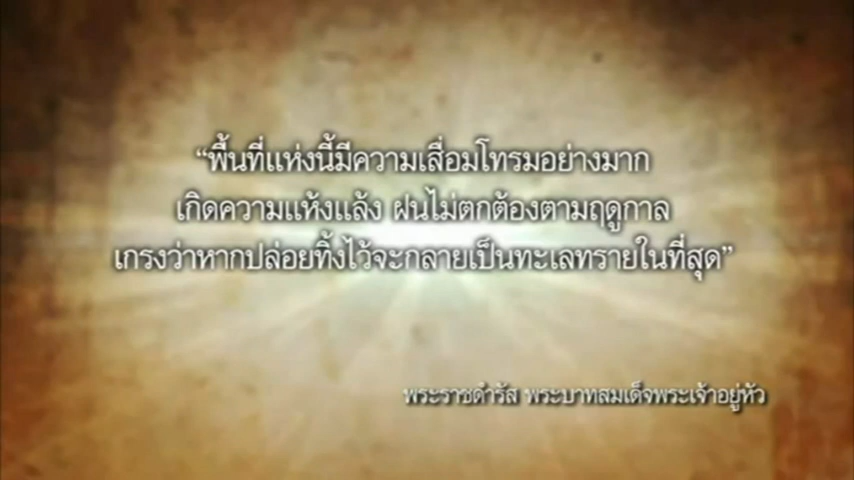 “พื้นที่แห่งนี้มีความเสื่อมโทรมอย่างมาก
เกิดความแห้งแล้ง ฝนไม่ตกต้องตามฤดูกาล
เกรงว่าหากปล่อยทิ้งไว้จะกลายเป็นทะเลทรายในที่สุด”
พระราชดำรัส พระบาทสมเด็จพระเจ้าอยู่หัว